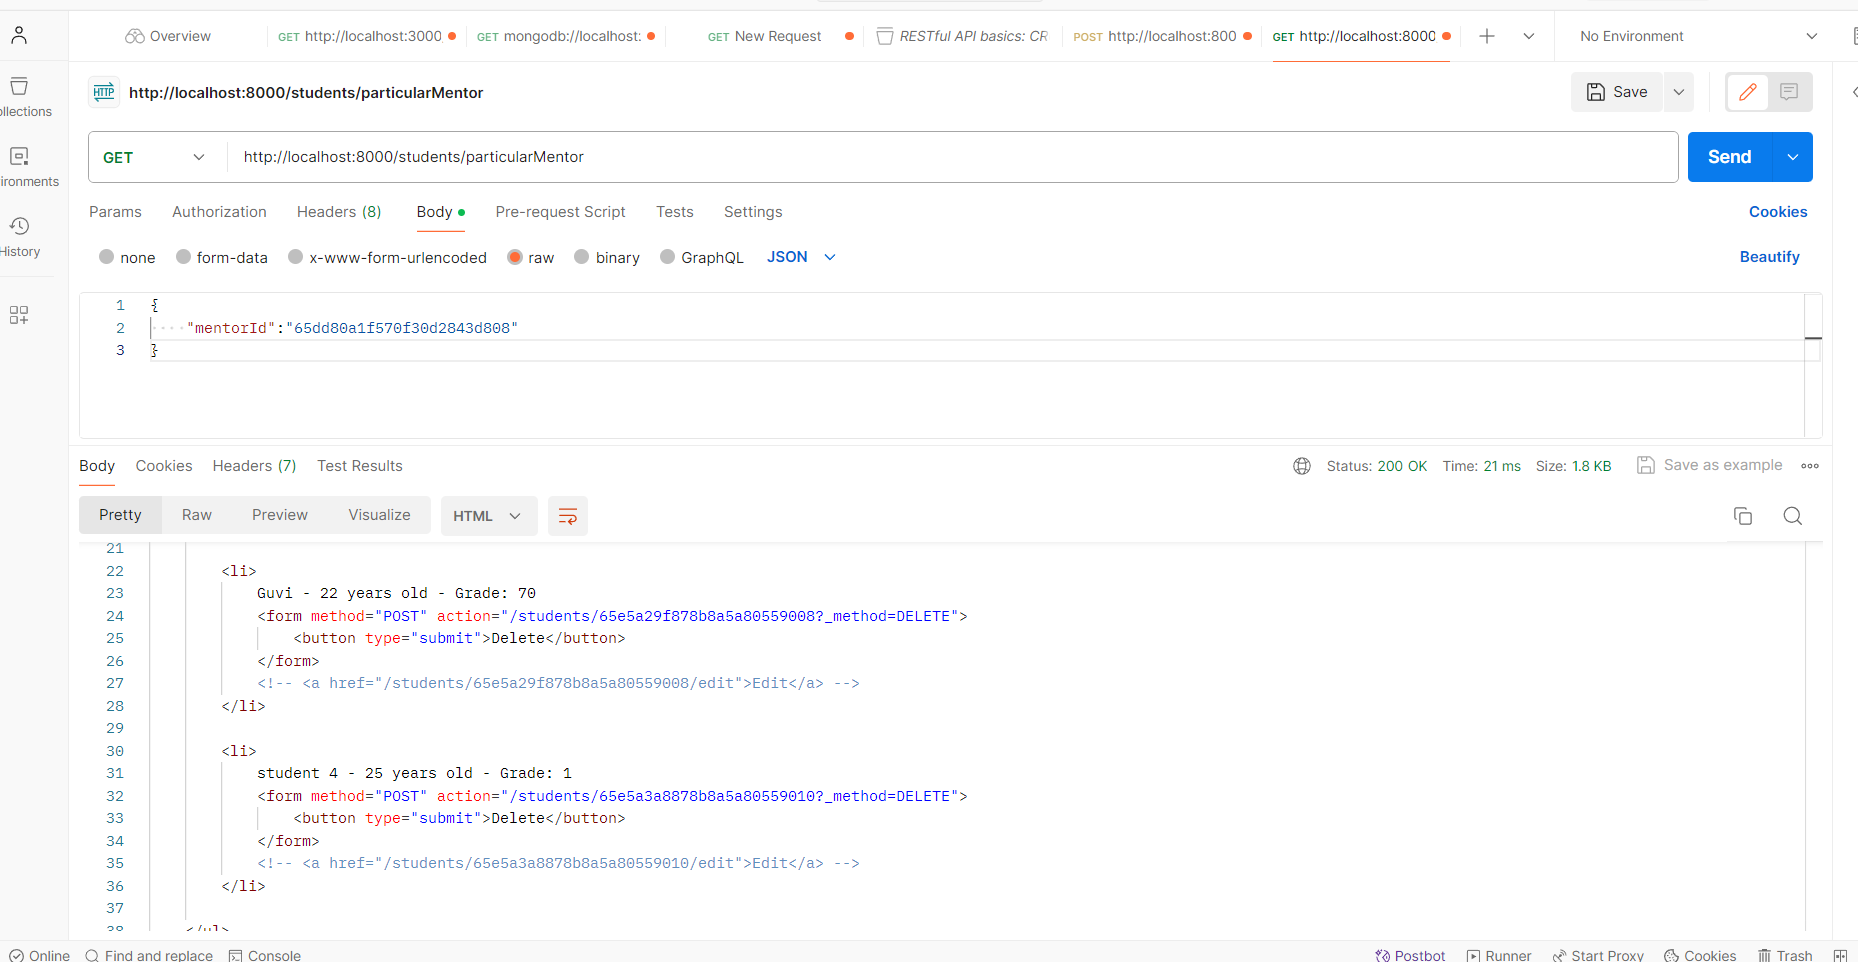 Overview
GET http://localhost:3000
GET mongodb://localhost:
GET New Request
RESTful API basics: CR
POST http://localhost:800
GET http://localhost:8000
No Environment
ollections
ironments
History
http://localhost:8000/students/particularMentor
Save
GET
http://localhost:8000/students/particularMentor
Send
Params Authorization Headers (8) Body Pre-request Script Tests Settings
Cookies
none form-data x-www-form-urlencoded raw binary GraphQL JSON
Beautify
1 {
2 "mentorId":"65dd80a1f570f30d2843d808"
3 }
Body Cookies Headers (7) Test Results
Status: 200 OK Time: 21 ms Size: 1.8 KB Save as example
Pretty Raw Preview Visualize HTML
21
22 <li>
23 Guvi - 22 years old - Grade: 70
24 <form method="POST" action="/students/65e5a29f878b8a5a80559008?_method=DELETE">
25 <button type="submit">Delete</button>
26 </form>
27 <!-- <a href="/students/65e5a29f878b8a5a80559008/edit">Edit</a> -->
28 </li>
29
30 <li>
31 student 4 - 25 years old - Grade: 1
32 <form method="POST" action="/students/65e5a3a8878b8a5a80559010?_method=DELETE">
33 <button type="submit">Delete</button>
34 </form>
35 <!-- <a href="/students/65e5a3a8878b8a5a80559010/edit">Edit</a> -->
36 </li>
37
38 </ul>
Online Find and replace Console
Postbot Runner Start Proxy Cookies Trash